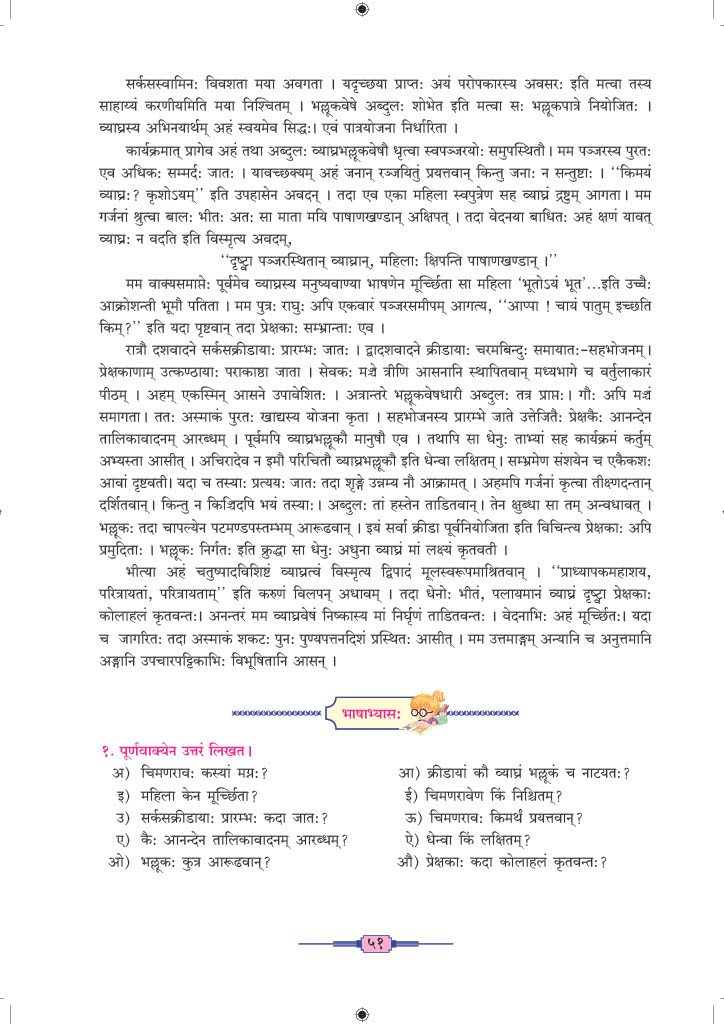 सर्कसस्वामिन: विवशता मया अवगता । यदृच्छया प्राप्त: अयं परोपकारस्य अवसर: इति मत्वा तस्य
साहाय्यं करणीयमिति मया निश्चितम् । भल्लूकवेषे अब्दुल: शोभेत इति मत्वा स: भल्लूकपात्रे नियोजित: ।
व्याघ्रस्य अभिनयार्थम् अहं स्वयमेव सिद्ध:। एवं पात्रयोजना निर्धारिता ।
कार्यक्रमात् प्रागेव अहं तथा अब्दुल: व्याघ्रभल्लूकवेषौ धृत्वा स्वपञ्जरयो: समुपस्थितौ। मम पञ्जरस्य पुरत:
एव अधिक: सम्मर्द: जात: । यावच्छक्यम् अहं जनान् रञ्जयितुं प्रयत्तवान् किन्तु जना: न सन्तुष्टा: । ‘‘किमयं
व्याघ्र:? कृशोऽयम्’’ इति उपहासेन अवदन् । तदा एव एका महिला स्वपुत्रेण सह व्याघ्रं द्रष्टुम् आगता। मम
गर्जनां श्रुत्वा बाल: भीत: अत: सा माता मयि पाषाणखण्डान् अक्षिपत् । तदा वेदनया बाधित: अहं क्षणं यावत्
व्याघ्र: न वदति इति विस्मृत्य अवदम्,
‘‘दृष्ट्वा पञ्जरस्थितान् व्याघ्रान्, महिला: क्षिपन्ति पाषाणखण्डान् ।’’
मम वाक्यसमाप्ते: पूर्वमेव व्याघ्रस्य मनुष्यवाण्या भाषणेन मूर्च्छिता सा महिला ‘भूतोऽयं भूत’...इति उच्चै:
आक्रोशन्ती भूमौ पतिता । मम पुत्र: राघु: अपि एकवारं पञ्जरसमीपम् आगत्य, ‘‘आप्पा ! चायं पातुम् इच्छति
किम्?’’ इति यदा पृष्टवान् तदा प्रेक्षका: सम्भ्रान्ता: एव ।
रात्रौ दशवादने सर्कसक्रीडाया: प्रारम्भ: जात: । द्वादशवादने क्रीडाया: चरमबिन्दु: समायात:-सहभोजनम्।
प्रेक्षकाणाम् उत्कण्ठाया: पराकाष्ठा जाता । सेवक: मञ्चे त्रीणि आसनानि स्थापितवान् मध्यभागे च वर्तुलाकारं
पीठम् । अहम् एकस्मिन् आसने उपावेशित: । अत्रान्तरे भल्लूकवेषधारी अब्दुल: तत्र प्राप्त:। गौ: अपि मञ्चं
समागता। तत: अस्माकं पुरत: खाद्यस्य योजना कृता । सहभोजनस्य प्रारम्भे जाते उत्तेजितै: प्रेक्षकै: आनन्देन
तालिकावादनम् आरब्धम् । पूर्वमपि व्याघ्रभल्लूकौ मानुषौ एव । तथापि सा धेनु: ताभ्यां सह कार्यक्रमं कर्तुम्
अभ्यस्ता आसीत् । अचिरादेव न इमौ परिचितौ व्याघ्रभल्लूकौ इति धेन्वा लक्षितम्। सम्भ्रमेण संशयेन च एकैकश:
आवां दृष्टवती। यदा च तस्या: प्रत्यय: जात: तदा शृङ्गे उन्नम्य नौ आक्रामत् । अहमपि गर्जनां कृत्वा तीक्ष्णदन्तान्
दर्शितवान्। किन्तु न किञ्चिदपि भयं तस्या:। अब्दुल: तां हस्तेन ताडितवान्। तेन क्षुब्धा सा तम् अन्वधावत् ।
भल्लूक: तदा चापल्येन पटमण्डपस्तम्भम् आरूढवान् । इयं सर्वा क्रीडा पूर्वनियोजिता इति विचिन्त्य प्रेक्षका: अपि
प्रमुदिता: । भल्लूक: निर्गत: इति क्रुद्धा सा धेनु: अधुना व्याघ्रं मां लक्ष्यं कृतवती ।
भीत्या अहं चतुष्पादविशिष्टं व्याघ्रत्वं विस्मृत्य द्विपादं मूलस्वरूपमाश्रितवान् । ‘‘प्राध्यापकमहाशय,
परित्रायतां, परित्रायताम्’’ इति करुणं विलपन् अधावम् । तदा धेनो: भीतं, पलायमानं व्याघ्रं दृष्ट्वा प्रेक्षका:
कोलाहलं कृतवन्त:। अनन्तरं मम व्याघ्रवेषं निष्कास्य मां निर्घृणं ताडितवन्त: । वेदनाभि: अहं मूर्च्छित:। यदा
च जागरित: तदा अस्माकं शकट: पुन: पुण्यपत्तनदिशं प्रस्थित: आसीत् । मम उत्तमाङ्गम् अन्यानि च अनुत्तमानि
अङ्गानि उपचारपट्टिकाभि: विभूषितानि आसन् ।
भाषाभ्यास:
१. पूर्णवाक्येन उत्तरं लिखत।
अ) चिमणराव: कस्यां मग्न:?
आ) क्रीडायां कौ व्याघ्रं भल्लूकं च नाटयत:?
इ) महिला केन मूर्च्छिता?
ई) चिमणरावेण किं निश्चितम्?
उ) सर्कसक्रीडाया: प्रारम्भ: कदा जात:?
ऊ) चिमणराव: किमर्थं प्रयत्तवान्?
ए) कै: आनन्देन तालिकावादनम् आरब्धम्?
ऐ) धेन्वा किं लक्षितम्?
ओ) भल्लूक: कुत्र आरूढवान्?
औ) प्रेक्षका: कदा कोलाहलं कृतवन्त:?
५१